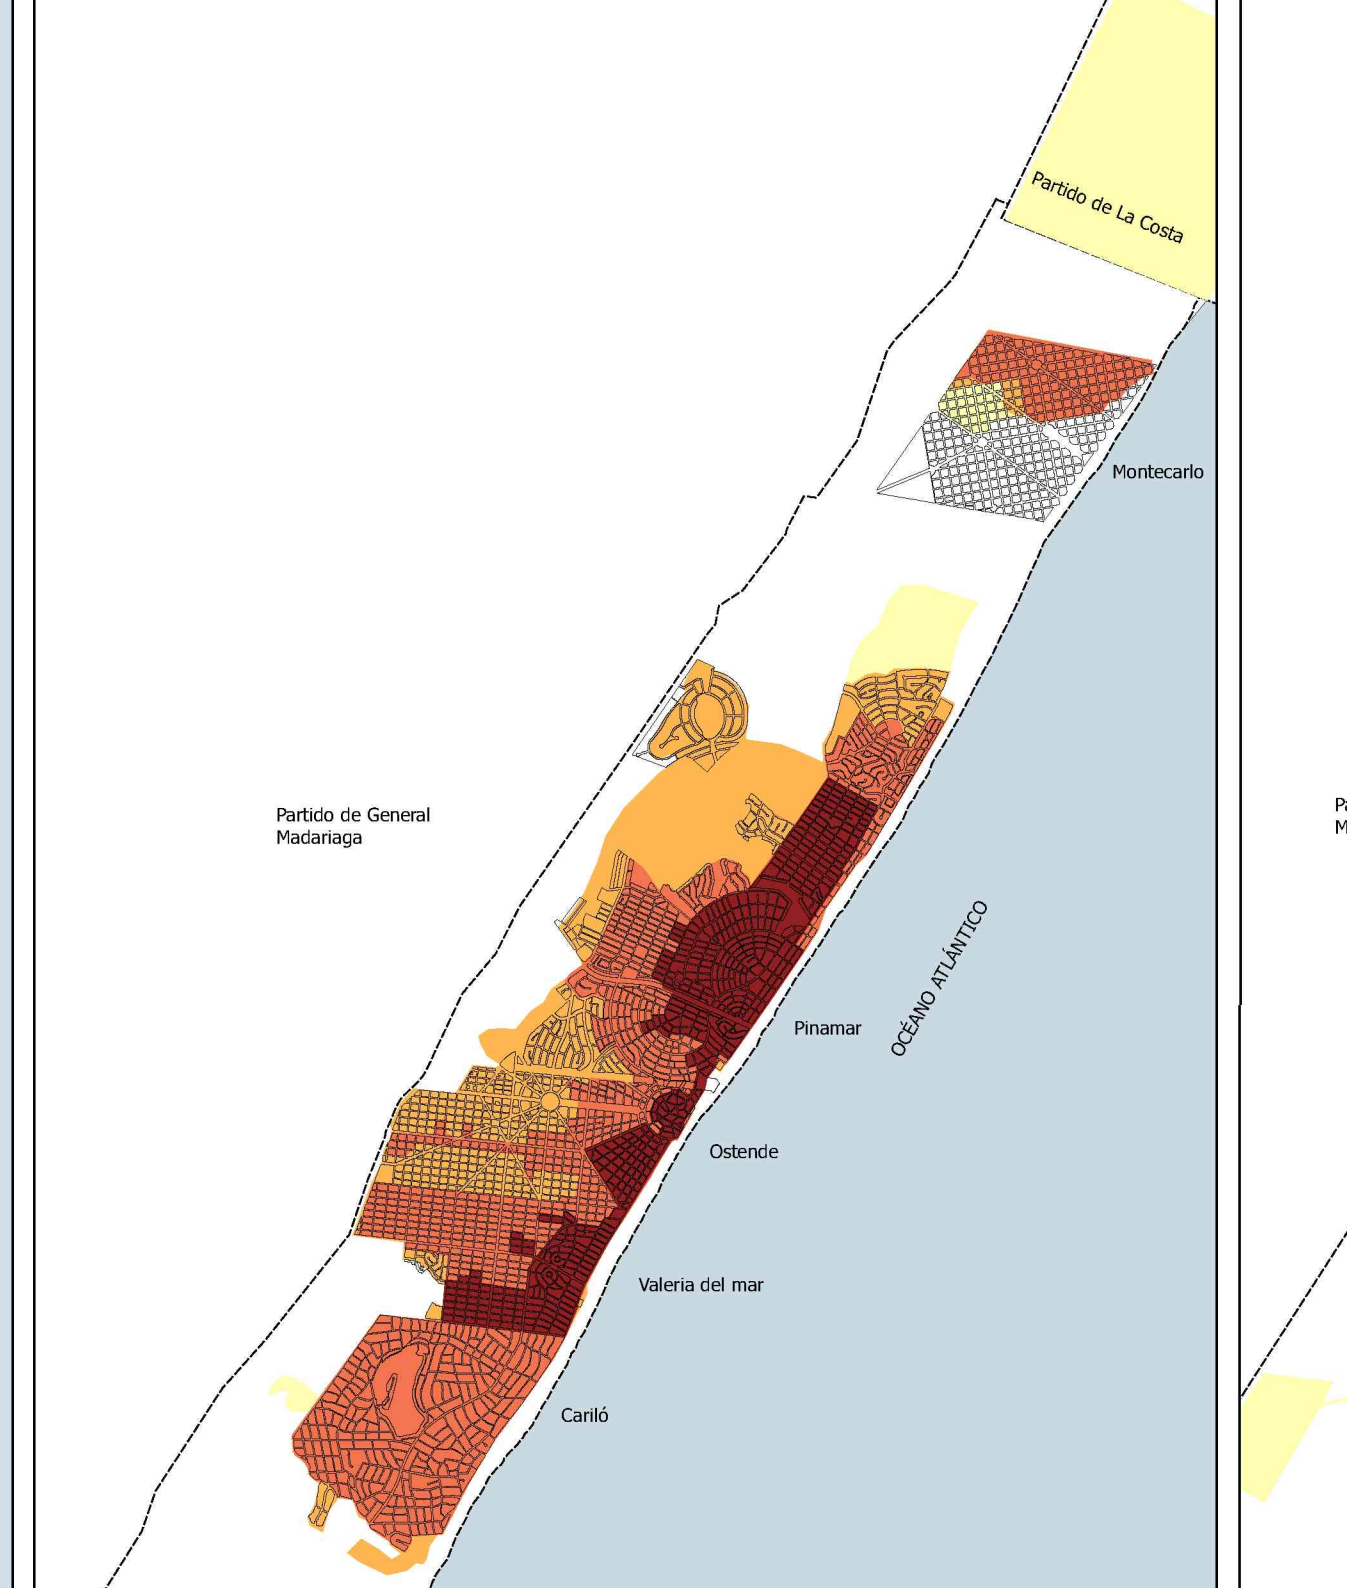 Partido de La Costa
Montecarlo
Partido de General
Madariaga
OCÉANO ATLÁNTICO
Pinamar
Ostende
Valeria del mar
Cariló